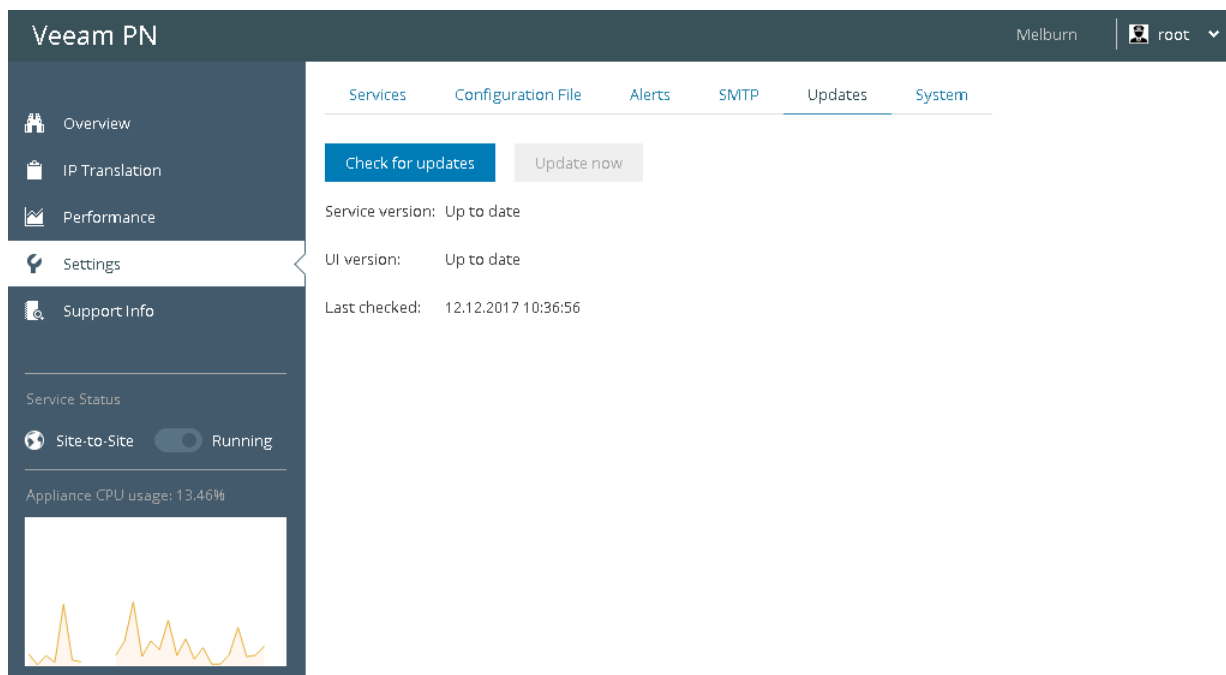 Veeam PN
Melburn
root
Overview
IP Translation
Performance
Settings
Support Info
Service Status
Site-to-Site Running
Appliance CPU usage: 13.46%
Services Configuration File Alerts SMTP Updates System
Check for updates Update now
Service version: Up to date
UI version: Up to date
Last checked: 12.12.2017 10:36:56